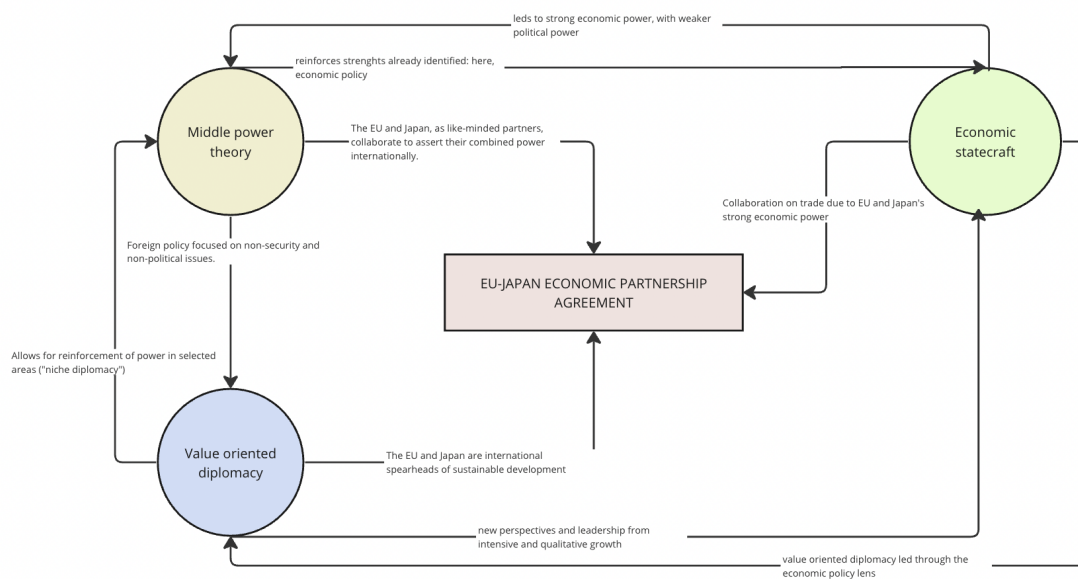 leds to strong economic power, with weaker
political power
reinforces strenghts already identified: here,
economic policy
Middle power
theory
The EU and Japan, as like-minded partners,
collaborate to assert their combined power
internationally.
Economic
statecraft
Collaboration on trade due to EU and Japan's
strong economic power
Foreign policy focused on non-security and
non-political issues.
EU-JAPAN ECONOMIC PARTNERSHIP
AGREEMENT
Allows for reinforcement of power in selected
areas ("niche diplomacy")
Value oriented
diplomacy
The EU and Japan are international
spearheads of sustainable development
new perspectives and leadership from
intensive and qualitative growth
value oriented diplomacy led through the
economic policy lens